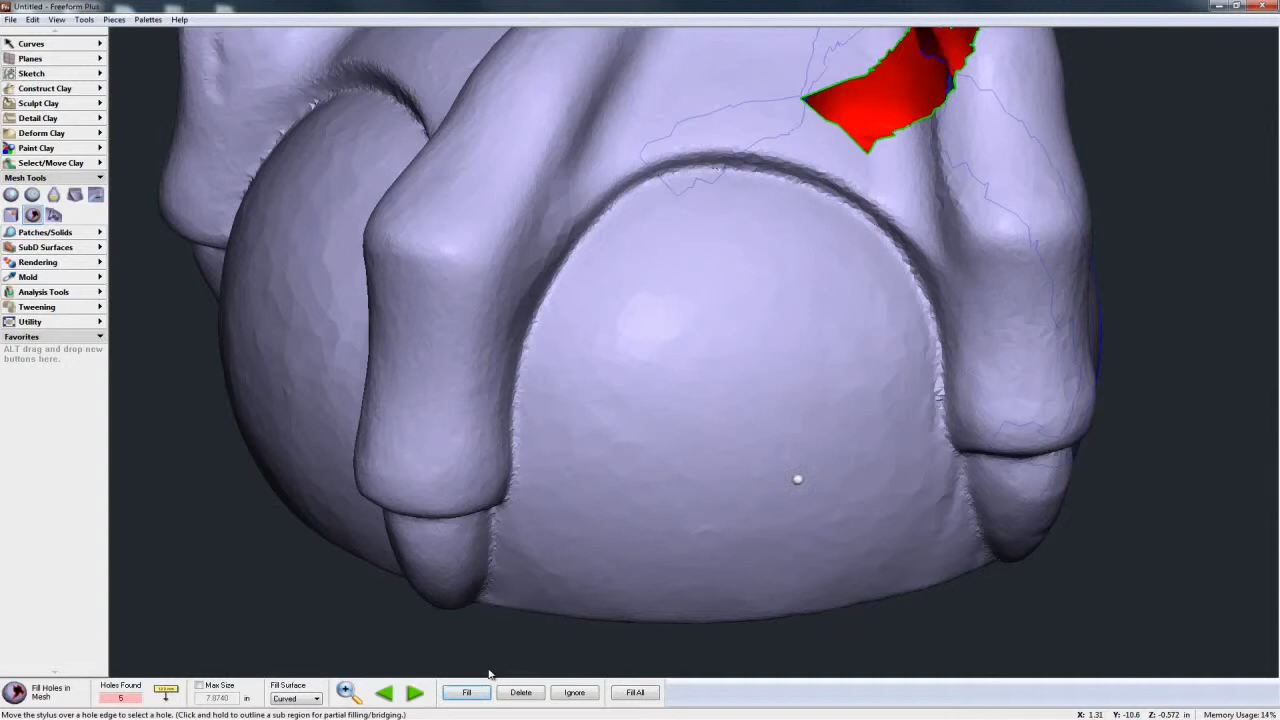 Untitled - Freeform Plus
File Edit View Tools Pieces Palettes Help
Curves
Planes
Sketch
Construct Clay
Sculpt Clay
Detail Clay
Deform Clay
Paint Clay
Select/Move Clay
Mesh Tools
Patches/Solids
SubD Surfaces
Rendering
Mold
Analysis Tools
Tweening
Utility
Favorites
ALT drag and drop new
buttons here.
Fill Holes in
Mesh
Holes Found
5
Max Size
7.8740 in
Fill Surface
Curved
Fill Delete Ignore Fill All
Move the stylus over a hole edge to select a hole. (Click and hold to outline a sub region for partial filling/bridging.)
X: 1.31 Y: -10.6 Z: -0.572 Memory Usage: 14%